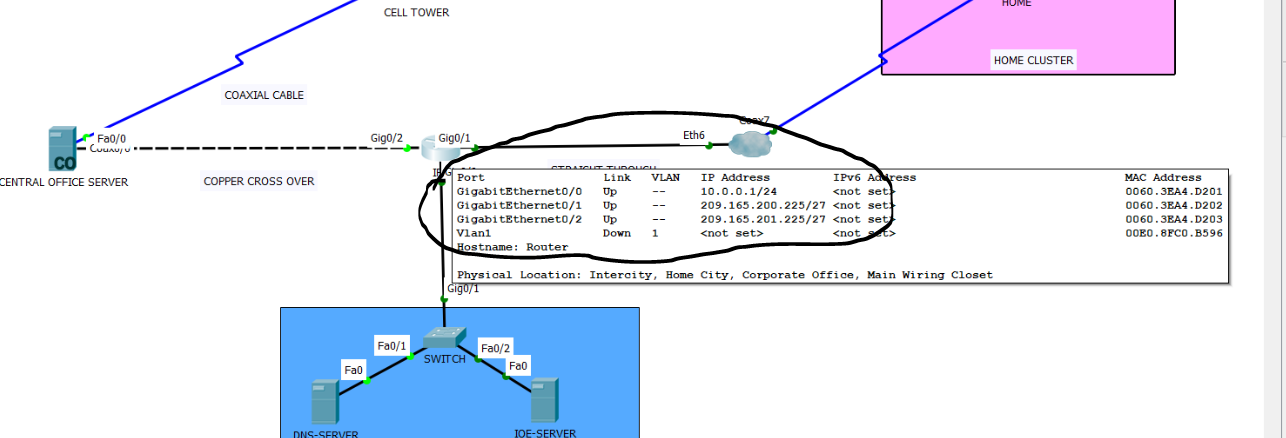 HOME
CELL TOWER
HOME CLUSTER
COAXIAL CABLE
Fa0/0
Gig0/2
Gig0/1
Eth6
Coax7
CO
CENTRAL OFFICE SERVER
COPPER CROSS OVER
STRAIGHT THROUGH
Port Link VLAN IP Address IPv6 Address MAC Address
GigabitEthernet0/0 Up -- 10.0.0.1/24 <not set> 0060.3EA4.D201
GigabitEthernet0/1 Up -- 209.165.200.225/27 <not set> 0060.3EA4.D202
GigabitEthernet0/2 Up -- 209.165.201.225/27 <not set> 0060.3EA4.D203
Vlan1 Down 1 <not set> <not set> 00E0.8FC0.B596
Hostname: Router
Physical Location: Intercity, Home City, Corporate Office, Main Wiring Closet
Gig0/1
Fa0/1
Fa0/2
SWITCH
Fa0
Fa0
DNS-SERVER
IOE-SERVER